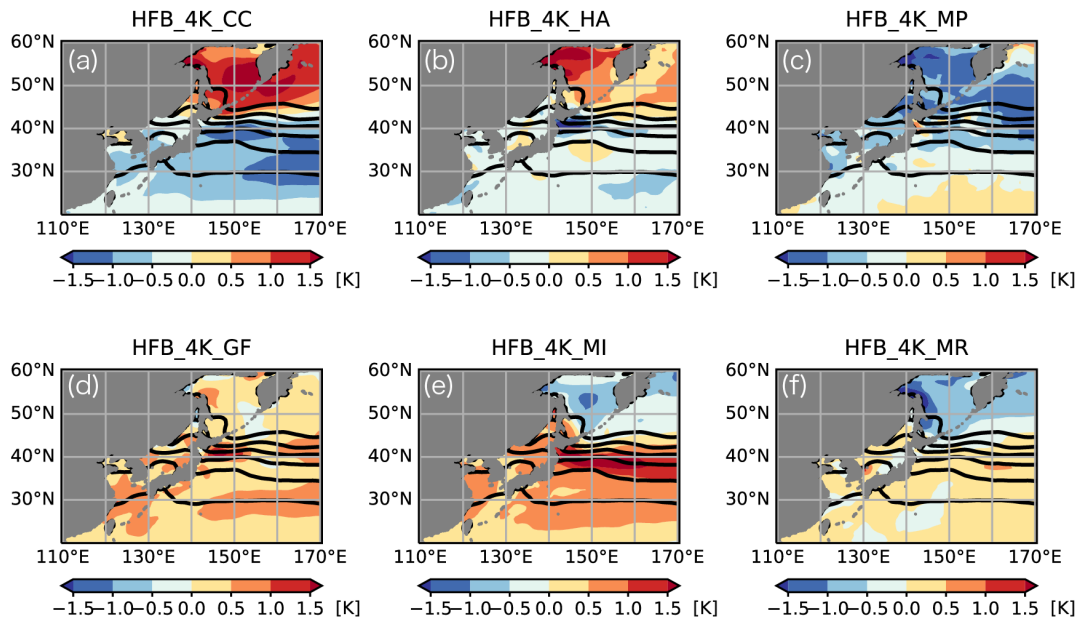 HFB_4K_CC HFB_4K_HA HFB_4K_MP
60°N (a) 60°N (b) 60°N (c)
50°N 50°N 50°N
40°N 40°N 40°N
30°N 30°N 30°N
110°E 130°E 150°E 170°E 110°E 130°E 150°E 170°E 110°E 130°E 150°E 170°E
−1.5 −1.0 −0.5 0.0 0.5 1.0 1.5 [K] −1.5 −1.0 −0.5 0.0 0.5 1.0 1.5 [K] −1.5 −1.0 −0.5 0.0 0.5 1.0 1.5 [K]
HFB_4K_GF HFB_4K_MI HFB_4K_MR
60°N (d) 60°N (e) 60°N (f)
50°N 50°N 50°N
40°N 40°N 40°N
30°N 30°N 30°N
110°E 130°E 150°E 170°E 110°E 130°E 150°E 170°E 110°E 130°E 150°E 170°E
−1.5 −1.0 −0.5 0.0 0.5 1.0 1.5 [K] −1.5 −1.0 −0.5 0.0 0.5 1.0 1.5 [K] −1.5 −1.0 −0.5 0.0 0.5 1.0 1.5 [K]